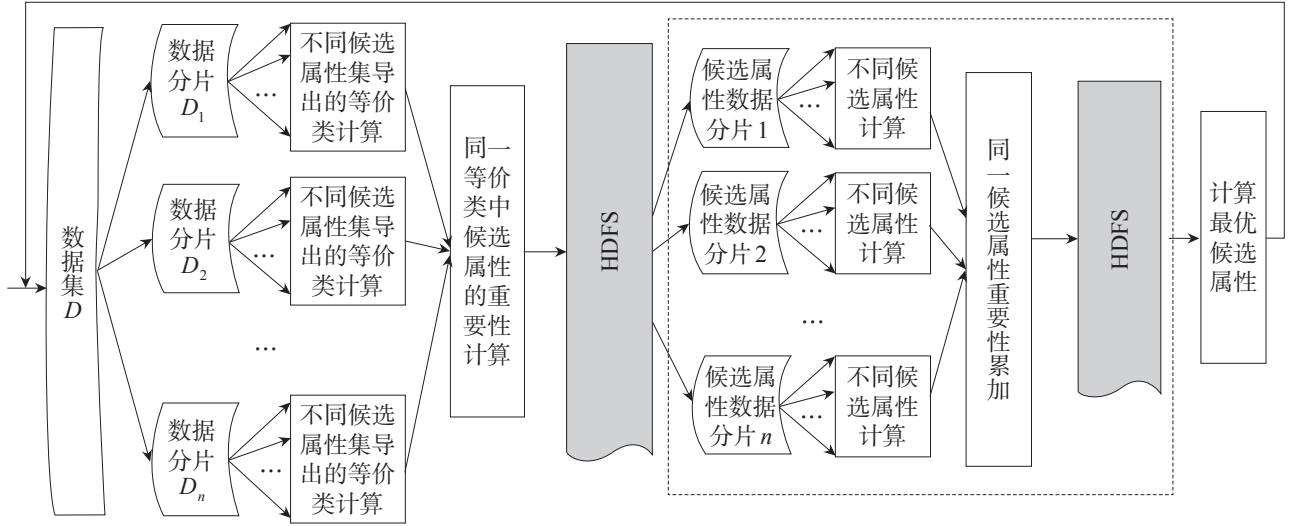 数据集 D
数据
分片
D₁
…
不同候选
属性集导
出的等价
类计算
数据
分片
D₂
…
不同候选
属性集导
出的等价
类计算
…
数据
分片
Dₙ
…
不同候选
属性集导
出的等价
类计算
同一
等价
类中
候选
属性
的重
要性
计算
HDFS
候选属
性数据
分片 1
…
不同候
选属性
计算
候选属
性数据
分片 2
…
不同候
选属性
计算
…
候选属
性数据
分片 n
…
不同候
选属性
计算
同一候选属性重要性累加
HDFS
计算
最优
候选
属性